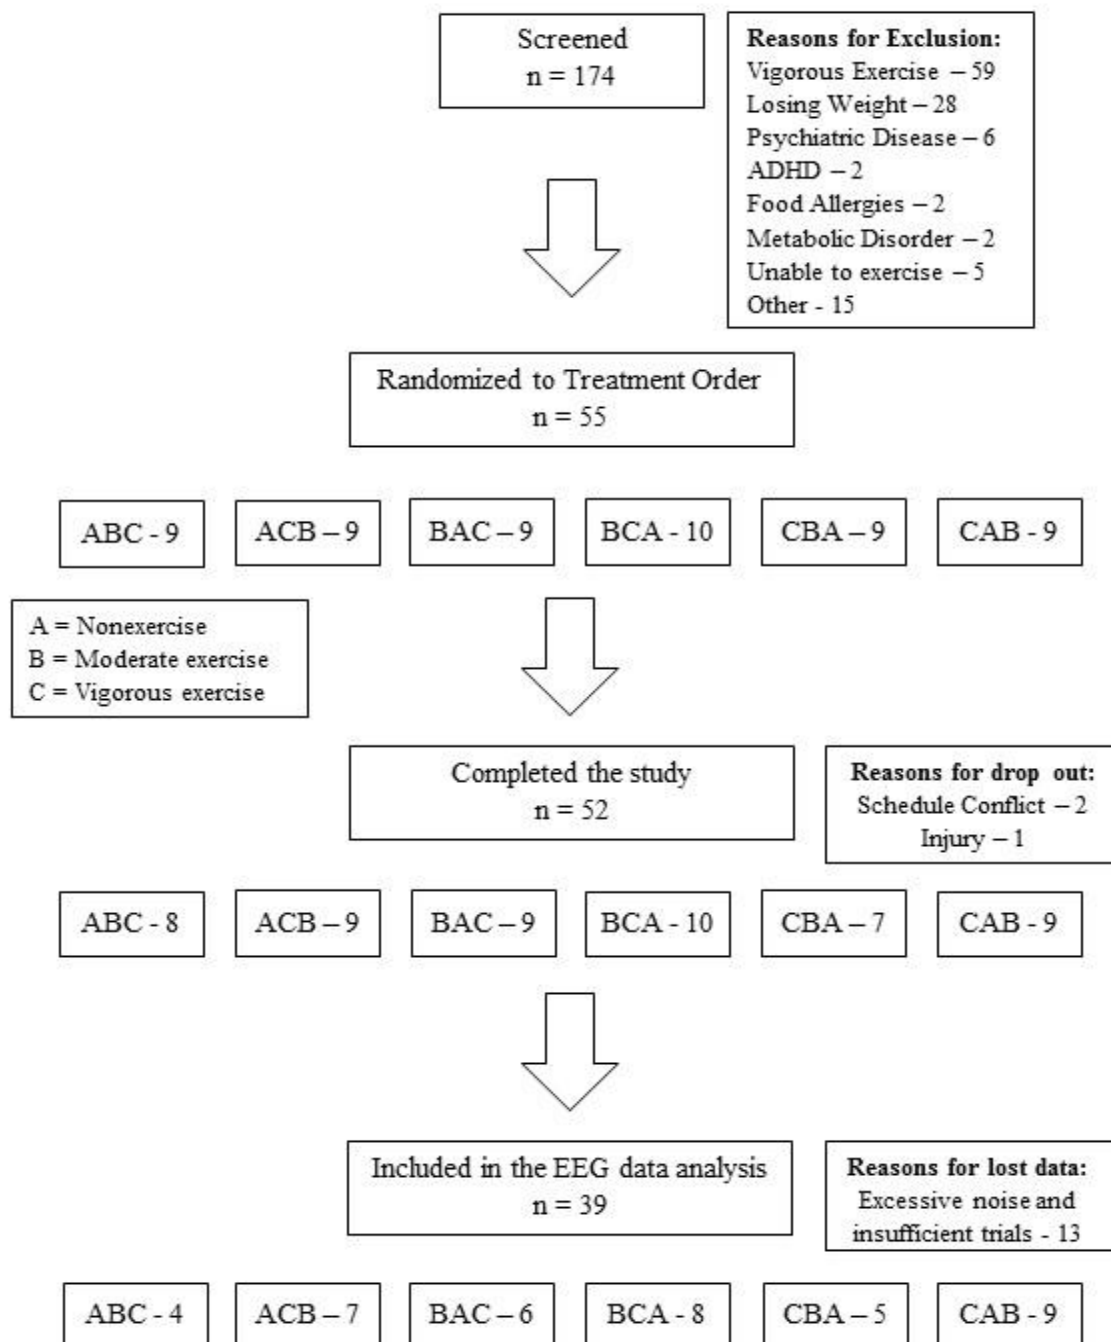 Screened
n = 174
Reasons for Exclusion:
Vigorous Exercise – 59
Losing Weight – 28
Psychiatric Disease – 6
ADHD – 2
Food Allergies – 2
Metabolic Disorder – 2
Unable to exercise – 5
Other - 15
Randomized to Treatment Order
n = 55
ABC - 9
ACB – 9
BAC – 9
BCA - 10
CBA – 9
CAB - 9
A = Nonexercise
B = Moderate exercise
C = Vigorous exercise
Completed the study
n = 52
Reasons for drop out:
Schedule Conflict – 2
Injury – 1
ABC - 8
ACB – 9
BAC – 9
BCA - 10
CBA – 7
CAB - 9
Included in the EEG data analysis
n = 39
Reasons for lost data:
Excessive noise and
insufficient trials - 13
ABC - 4
ACB – 7
BAC – 6
BCA - 8
CBA – 5
CAB - 9